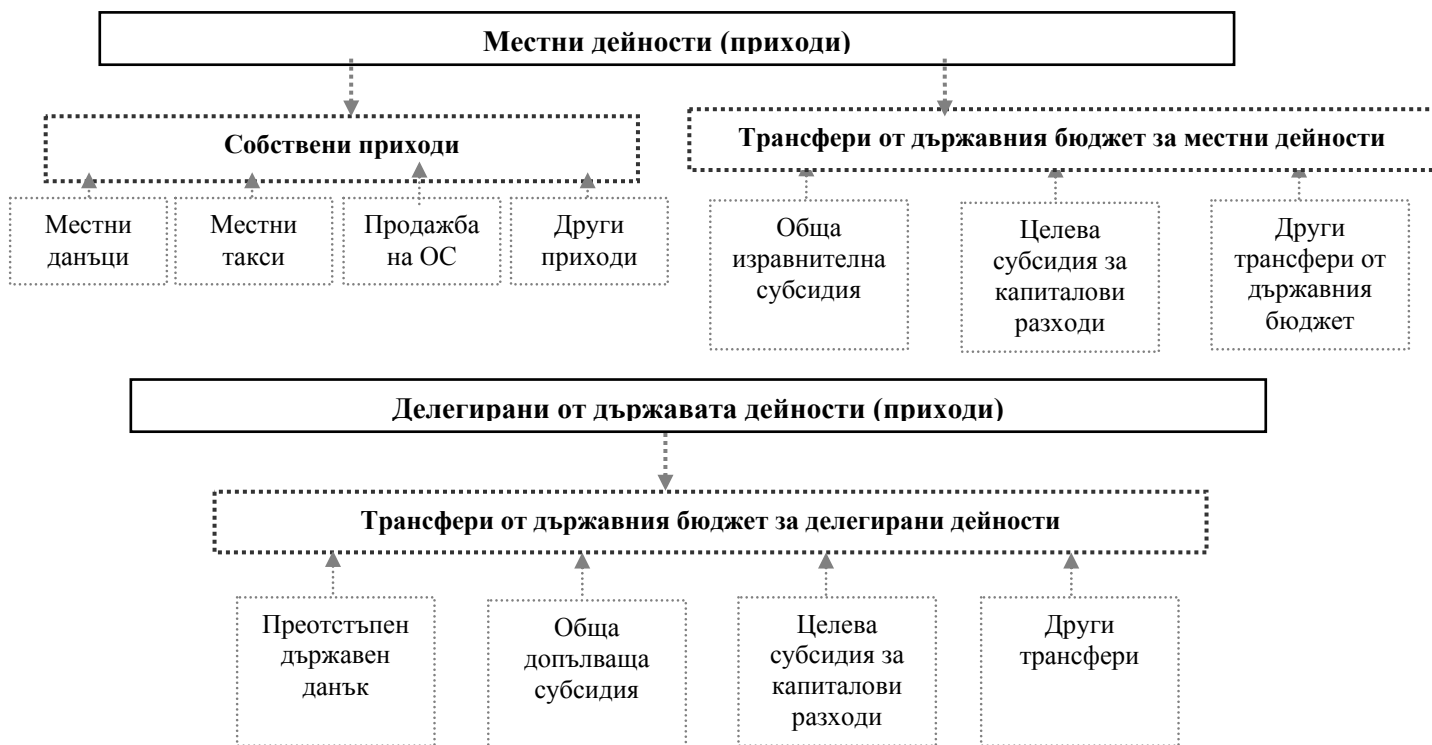 Местни дейности (приходи)
Собствени приходи
Трансфери от държавния бюджет за местни дейности
Местни
данъци
Местни
такси
Продажба
на ОС
Други
приходи
Обща
изравнителна
субсидия
Целева
субсидия за
капиталови
разходи
Други
трансфери от
държавния
бюджет
Делегирани от държавата дейности (приходи)
Трансфери от държавния бюджет за делегирани дейности
Преотстъпен
държавен
данък
Обща
допълваща
субсидия
Целева
субсидия за
капиталови
разходи
Други
трансфери